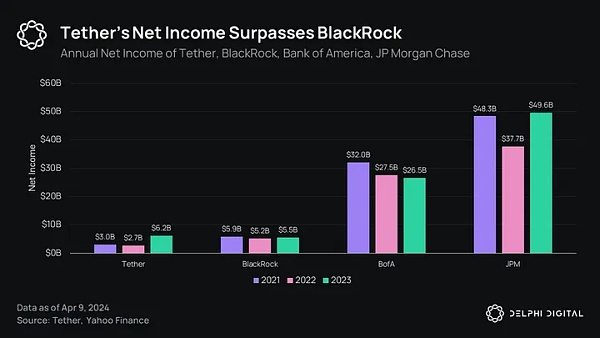 Tether's Net Income Surpasses BlackRock
Annual Net Income of Tether, BlackRock, Bank of America, JP Morgan Chase
$60B
$50B
$40B
$30B
$20B
$10B
$0B
Net Income
$3.0B
$2.7B
$6.2B
$5.9B
$5.2B
$5.5B
$32.0B
$27.5B
$26.5B
$48.3B
$37.7B
$49.6B
Tether
BlackRock
BofA
JPM
2021
2022
2023
Data as of Apr 9, 2024
Source: Tether, Yahoo Finance
DELPHI DIGITAL